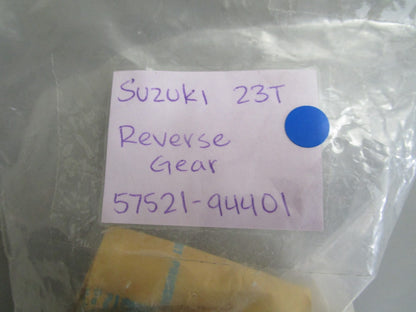 Suzuki 23T
Reverse
Gear
57521-94401